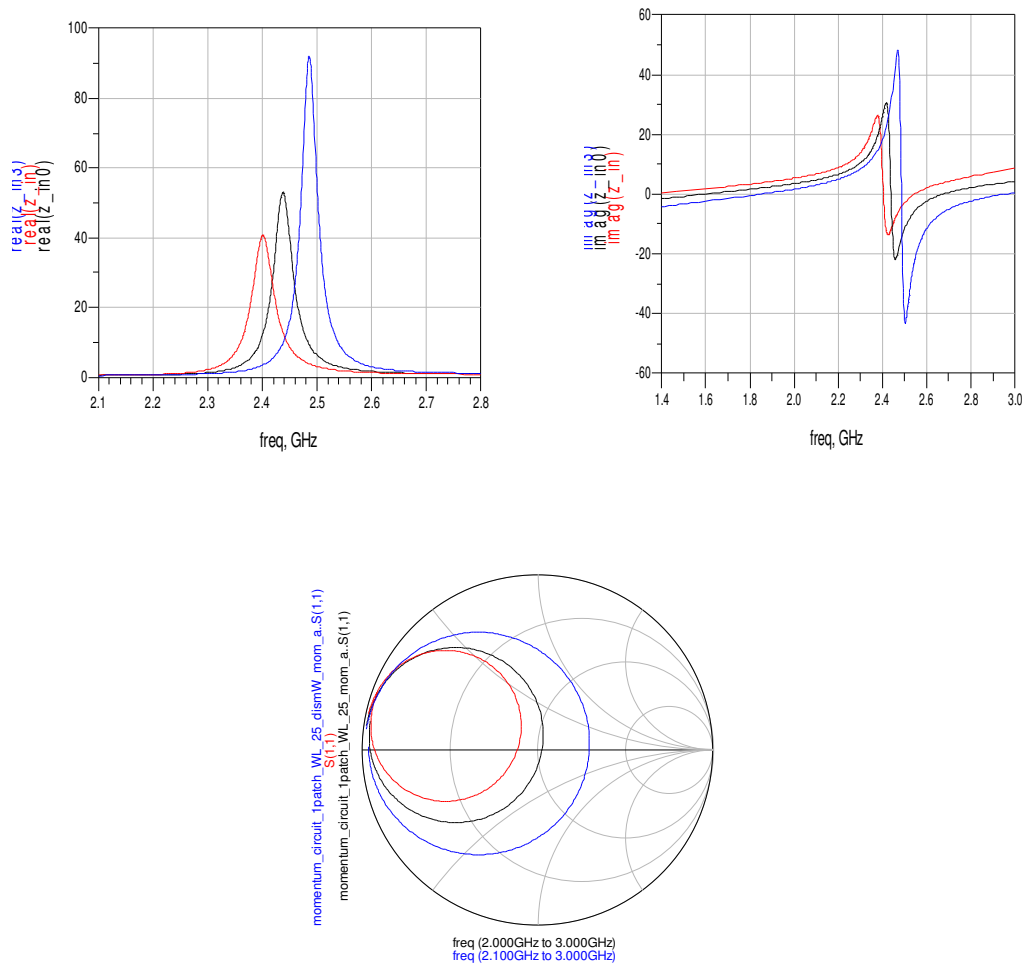 100
80
60
40
20
0
2.1 2.2 2.3 2.4 2.5 2.6 2.7 2.8
freq, GHz
real(z_in3)
real(z_in)
real(z_in0)
60
40
20
0
-20
-40
-60
1.4 1.6 1.8 2.0 2.2 2.4 2.6 2.8 3.0
freq, GHz
imag(z_in3)
imag(z_in0)
imag(z_in)
momentum_circuit_1patch_WL_25_dismW_mom_a..S(1,1)
S(1,1)
momentum_circuit_1patch_WL_25_mom_a..S(1,1)
freq (2.000GHz to 3.000GHz)
freq (2.100GHz to 3.000GHz)